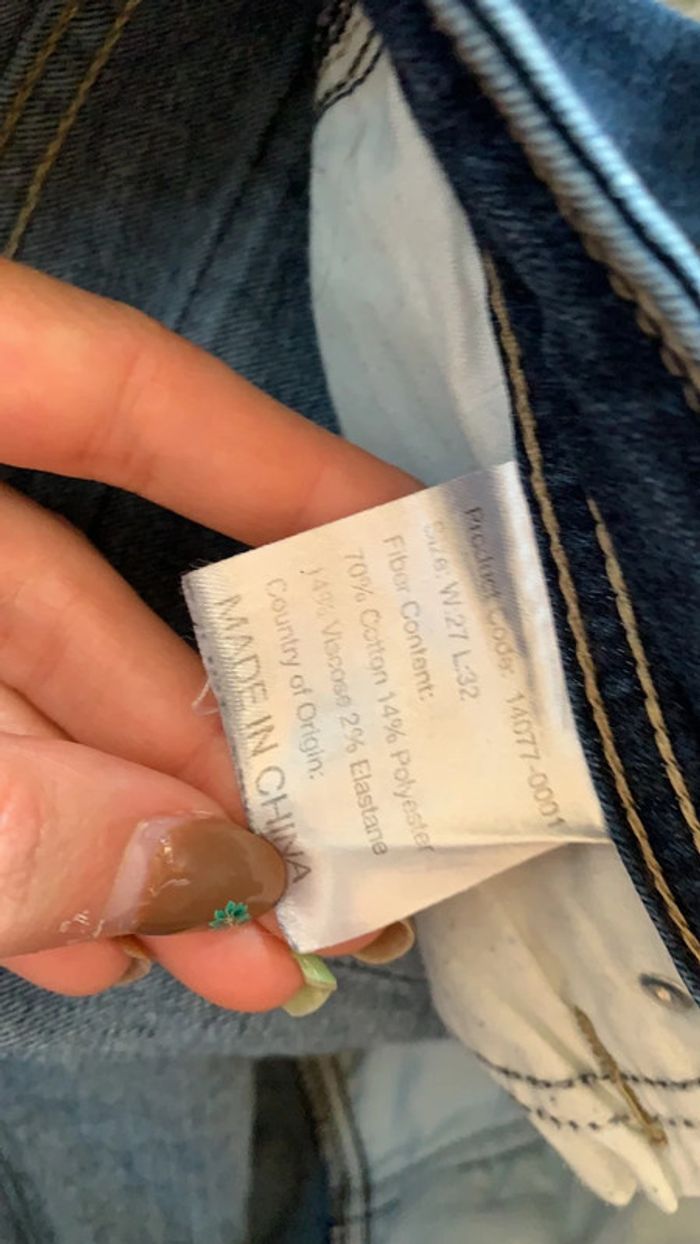 Product Code: 14077-0001
Size: W:27 L:32
Fiber Content:
70% Cotton 14% Polyester
14% Viscose 2% Elastane
Country of Origin:
MADE IN CHINA